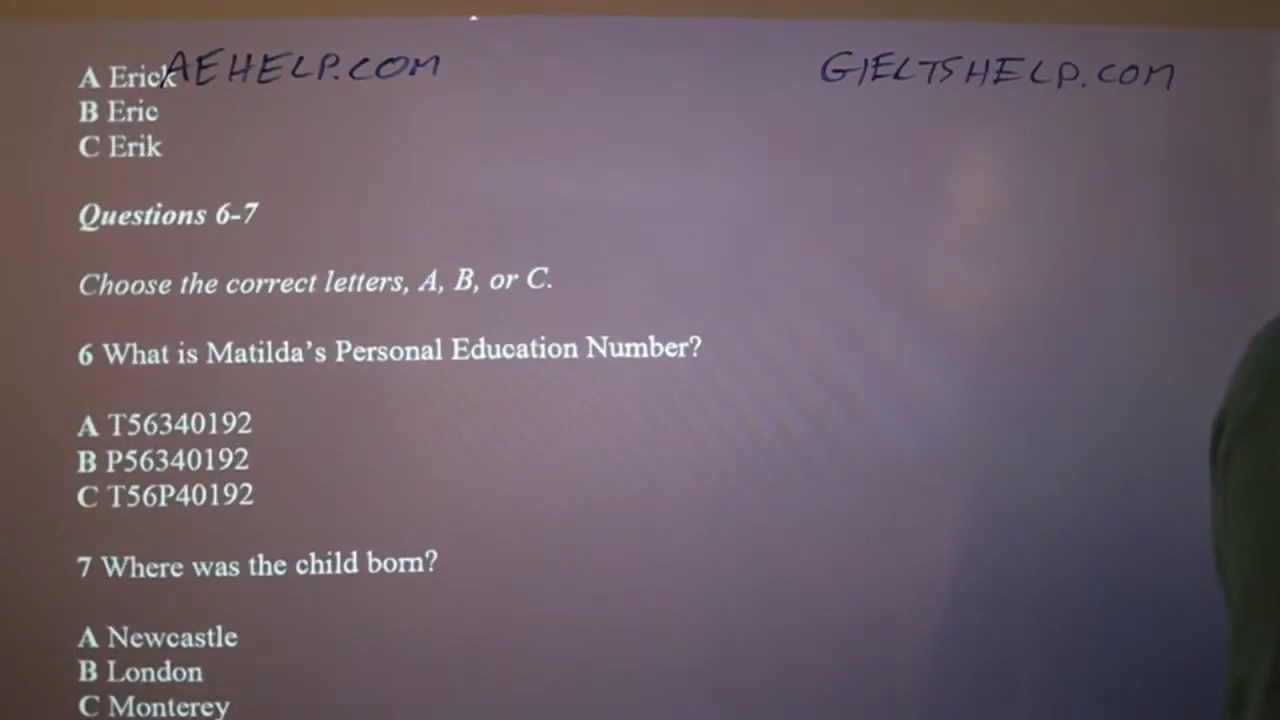 A Erick AEHELP.COM GIELTSHELP.COM
B Eric
C Erik
Questions 6-7
Choose the correct letters, A, B, or C.
6 What is Matilda's Personal Education Number?
A T56340192
B P56340192
C T56P40192
7 Where was the child born?
A Newcastle
B London
C Monterey